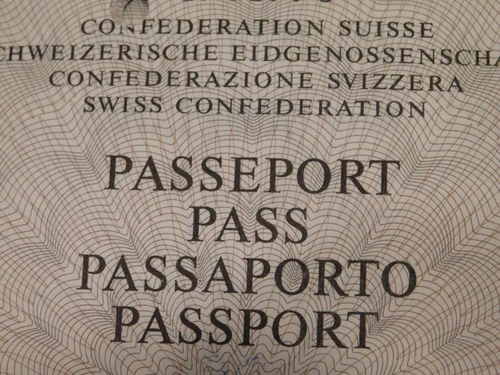 CONFEDERATION SUISSE
CHWEIZERISCHE EIDGENOSSENSCHA
CONFEDERAZIONE SVIZZERA
SWISS CONFEDERATION
PASSEPORT
PASS
PASSAPORTO
PASSPORT